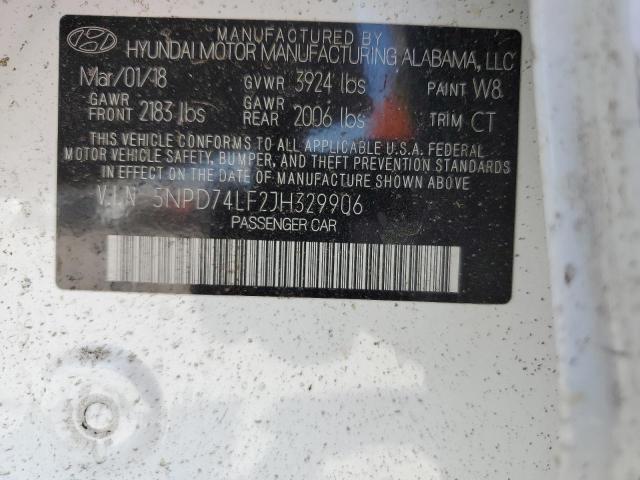 MANUFACTURED BY
HYUNDAI MOTOR MANUFACTURING ALABAMA, LLC
Mar/01/18 GVWR 3924 lbs PAINT W8
GAWR FRONT 2183 lbs GAWR REAR 2006 lbs TRIM CT
THIS VEHICLE CONFORMS TO ALL APPLICABLE U.S.A. FEDERAL
MOTOR VEHICLE SAFETY, BUMPER, AND THEFT PREVENTION STANDARDS
IN EFFECT ON THE DATE OF MANUFACTURE SHOWN ABOVE.
V.I.N 5NPD74LF2JH329906
PASSENGER CAR